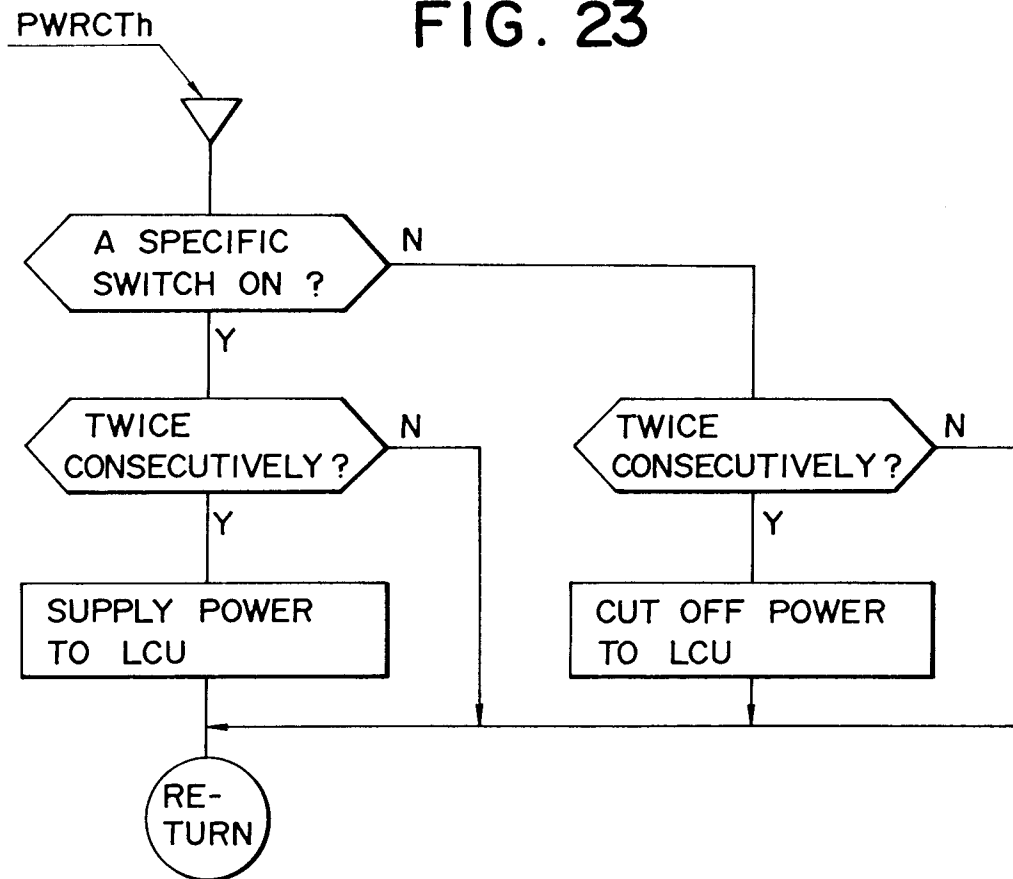 PWRCTh
FIG. 23
A SPECIFIC
SWITCH ON ?
N
Y
TWICE
CONSECUTIVELY?
N
Y
TWICE
CONSECUTIVELY?
N
Y
SUPPLY POWER
TO LCU
CUT OFF POWER
TO LCU
RE-
TURN